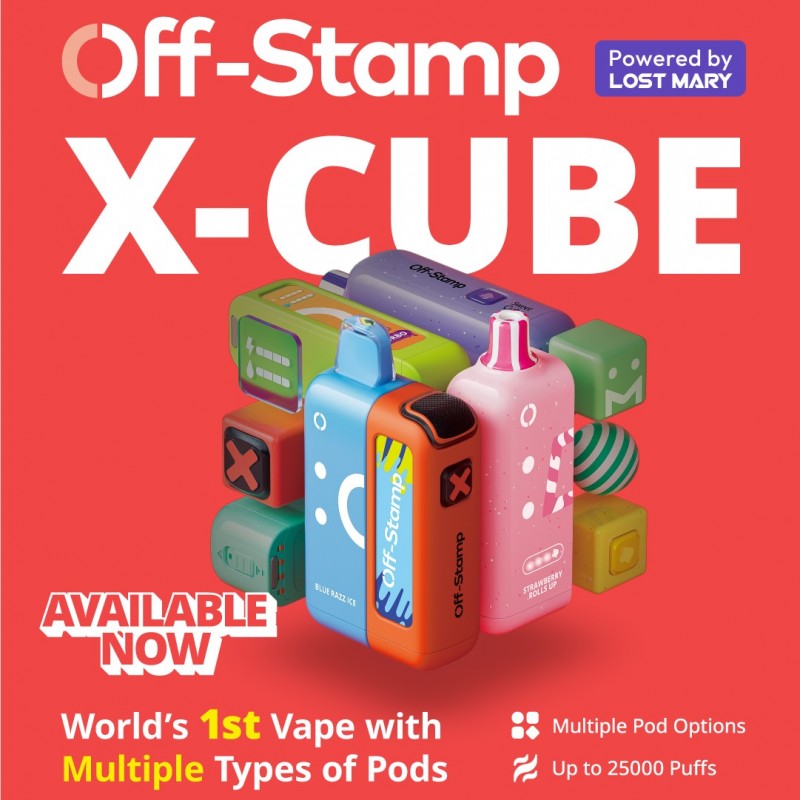 Off-Stamp
Powered by
LOST MARY
X-CUBE
Off-Stamp
Off-Stamp
Off-Stamp
BLUE RAZZ ICE
STRAWBERRY
ROLLS UP
AVAILABLE
NOW
World's 1st Vape with
Multiple Types of Pods
Multiple Pod Options
Up to 25000 Puffs